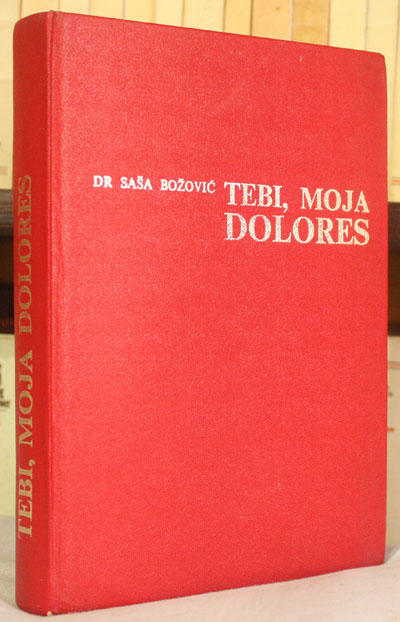 DR SAŠA BOŽOVIĆ TEBI, MOJA
DOLORES
TEBI, MOJA DOLORES